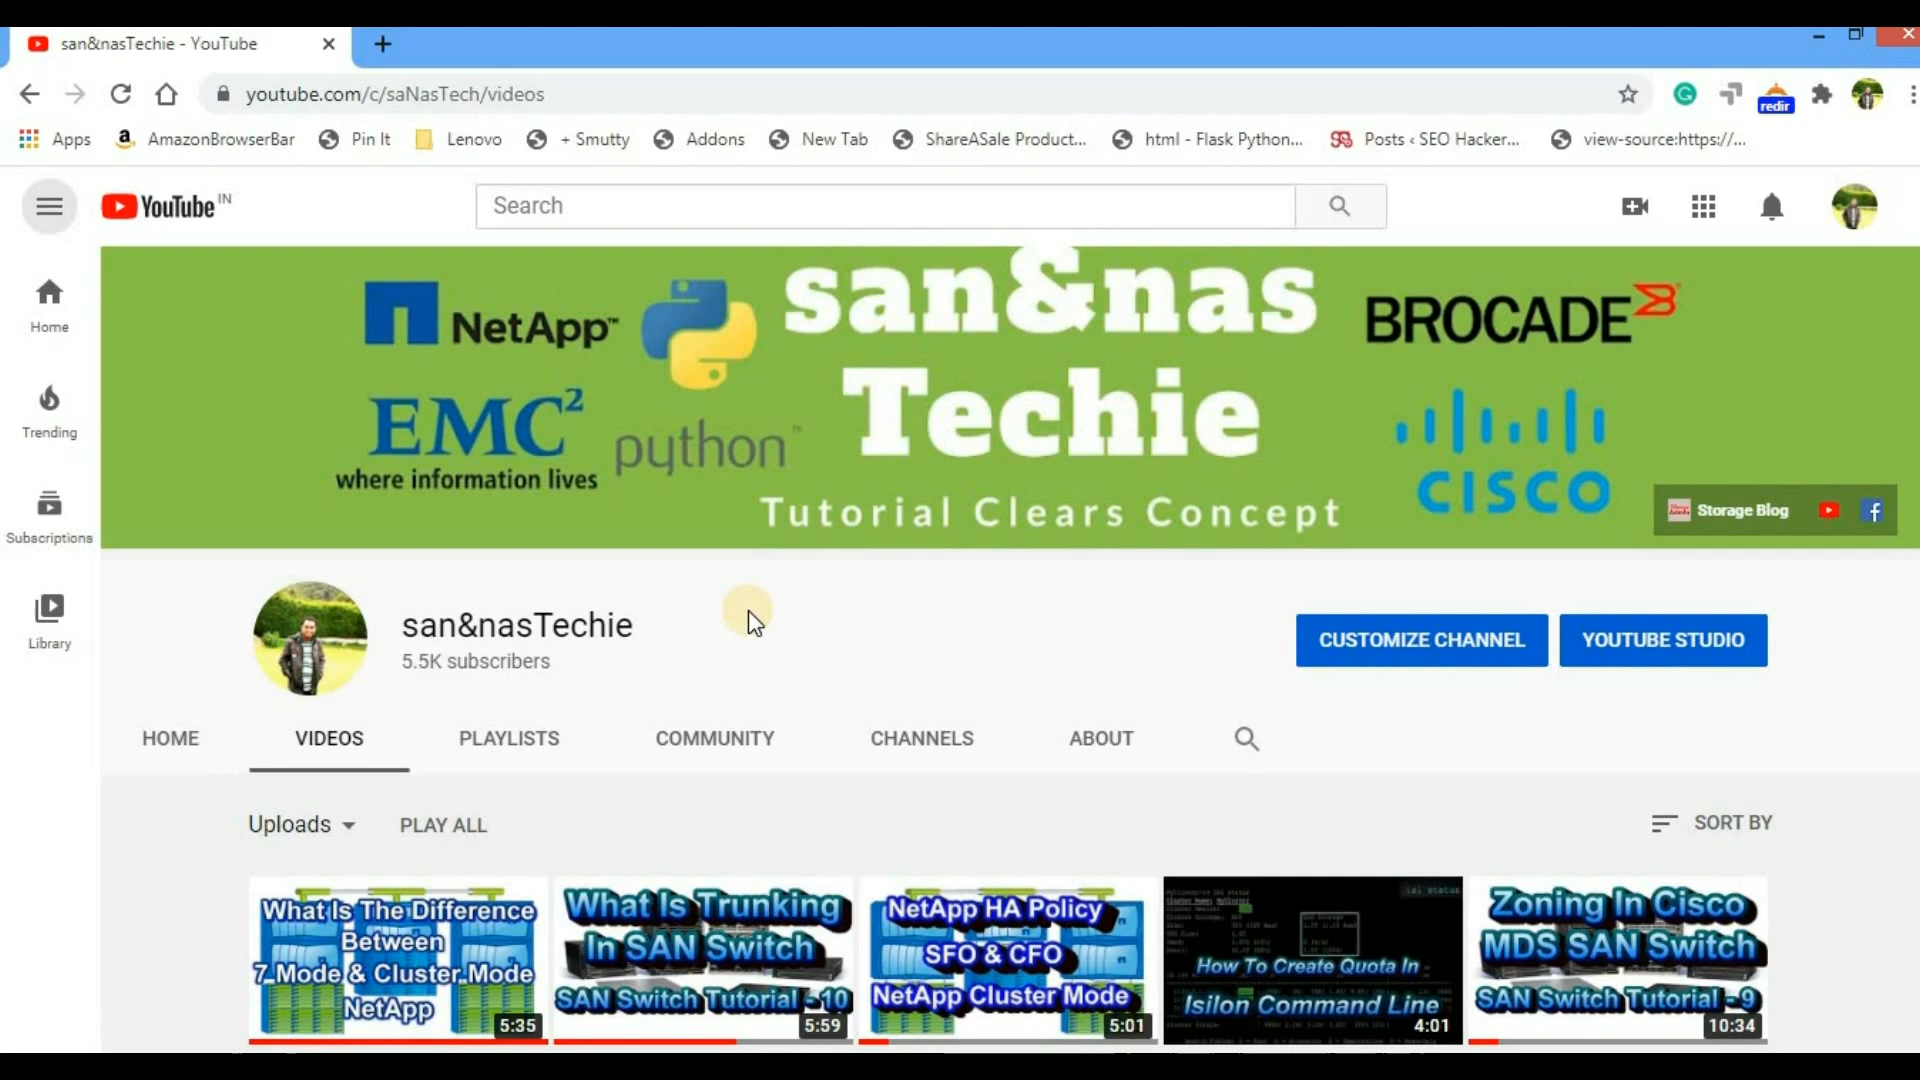 san&nasTechie - YouTube
youtube.com/c/saNasTech/videos
redir
Apps
AmazonBrowserBar
Pin It
Lenovo
+ Smutty
Addons
New Tab
ShareASale Product...
html - Flask Python...
Posts ‹ SEO Hacker...
view-source:https://...
YouTube IN
Search
Home
Trending
Subscriptions
Library
NetApp™
EMC²
where information lives
python™
san&nas
Techie
Tutorial Clears Concept
BROCADE
CISCO
Storage Blog
san&nasTechie
5.5K subscribers
CUSTOMIZE CHANNEL
YOUTUBE STUDIO
HOME
VIDEOS
PLAYLISTS
COMMUNITY
CHANNELS
ABOUT
Uploads
PLAY ALL
SORT BY
What Is The Difference
Between
7 Mode & Cluster Mode
NetApp
5:35
What Is Trunking
In SAN Switch
SAN Switch Tutorial - 10
5:59
NetApp HA Policy
SFO & CFO
NetApp Cluster Mode
5:01
isi status
How To Create Quota In
Isilon Command Line
4:01
Zoning In Cisco
MDS SAN Switch
SAN Switch Tutorial - 9
10:34